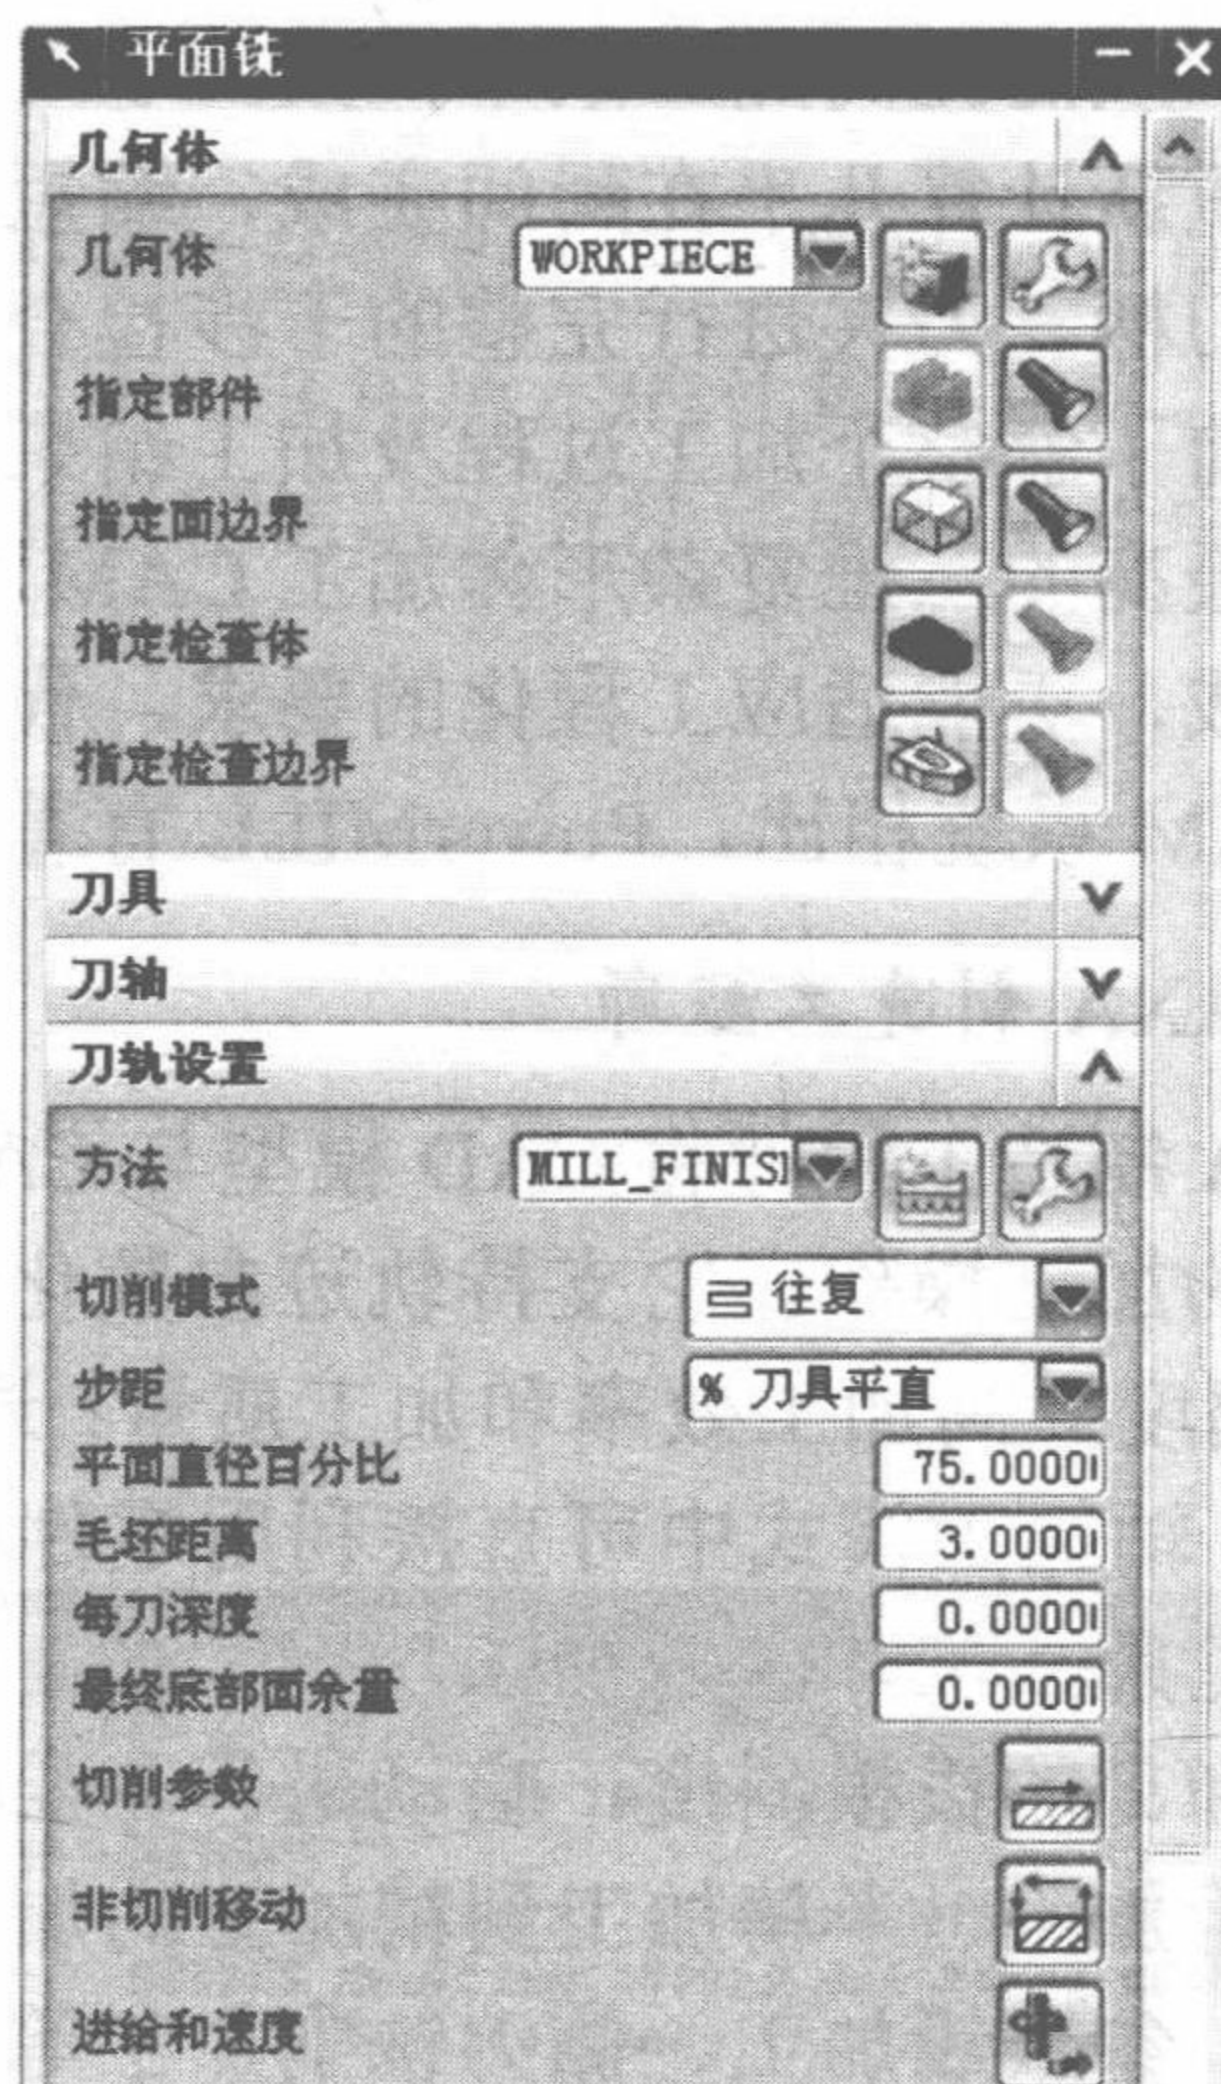 平面铣
几何体
几何体 WORKPIECE
指定部件
指定面边界
指定检查体
指定检查边界
刀具
刀轴
刀轨设置
方法 MILL_FINIS
切削模式 往复
步距 % 刀具平直
平面直径百分比 75.0000
毛坯距离 3.0000
每刀深度 0.0000
最终底部面余量 0.0000
切削参数
非切削移动
进给和速度